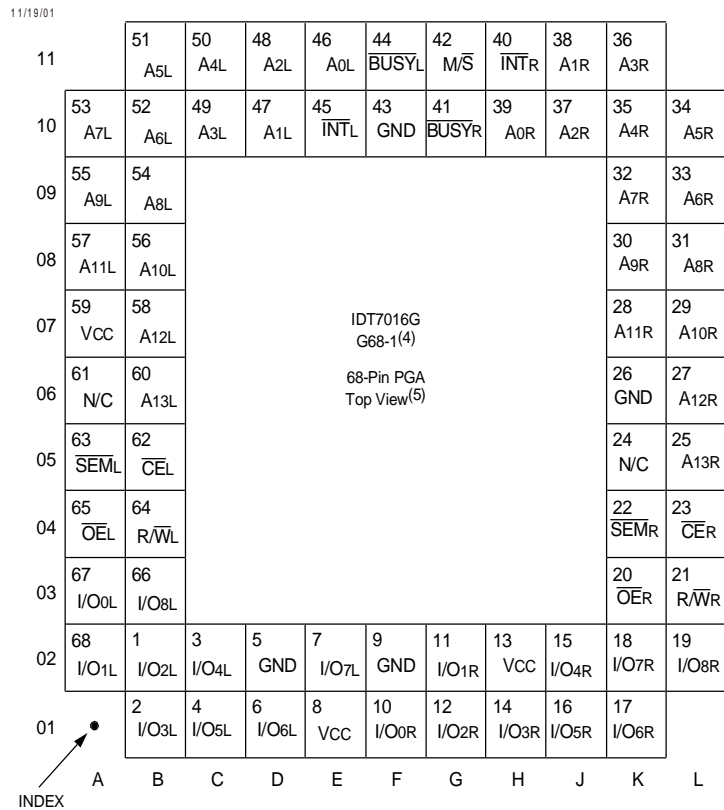 11/19/01
11 51 50 48 46 44 42 40 38 36
A5L A4L A2L A0L BUSYL M/S INTR A1R A3R
10 53 52 49 47 45 43 41 39 37 35 34
A7L A6L A3L A1L INTL GND BUSYR A0R A2R A4R A5R
09 55 54 32 33
A9L A8L A7R A6R
08 57 56 30 31
A11L A10L A9R A8R
07 59 58 28 29
VCC A12L A11R A10R
IDT7016G
G68-1(4)
68-Pin PGA
Top View(5)
06 61 60 26 27
N/C A13L GND A12R
05 63 62 24 25
SEML CEL N/C A13R
04 65 64 22 23
OEL R/WL SEMR CER
03 67 66 20 21
I/O0L I/O8L OER R/WR
02 68 1 3 5 7 9 11 13 15 18 19
I/O1L I/O2L I/O4L GND I/O7L GND I/O1R VCC I/O4R I/O7R I/O8R
01 2 4 6 8 10 12 14 16 17
I/O3L I/O5L I/O6L VCC I/O0R I/O2R I/O3R I/O5R I/O6R
A B C D E F G H J K L
INDEX